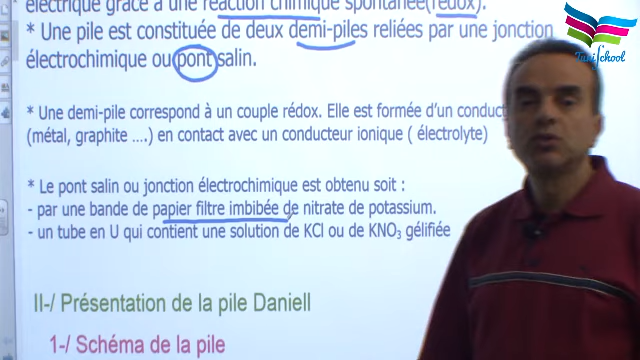 électrique grâce à une réaction chimique spontanée(rédox).
* Une pile est constituée de deux demi-piles reliées par une jonction
électrochimique ou pont salin.
* Une demi-pile correspond à un couple rédox. Elle est formée d'un
(métal, graphite ....) en contact avec un conducteur ionique ( électrolyte)
* Le pont salin ou jonction électrochimique est obtenu soit :
- par une bande de papier filtre imbibée de nitrate de potassium.
- un tube en U qui contient une solution de KCl ou de KNO₃ gélifiée
II-/ Présentation de la pile Daniell
1-/ Schéma de la pile